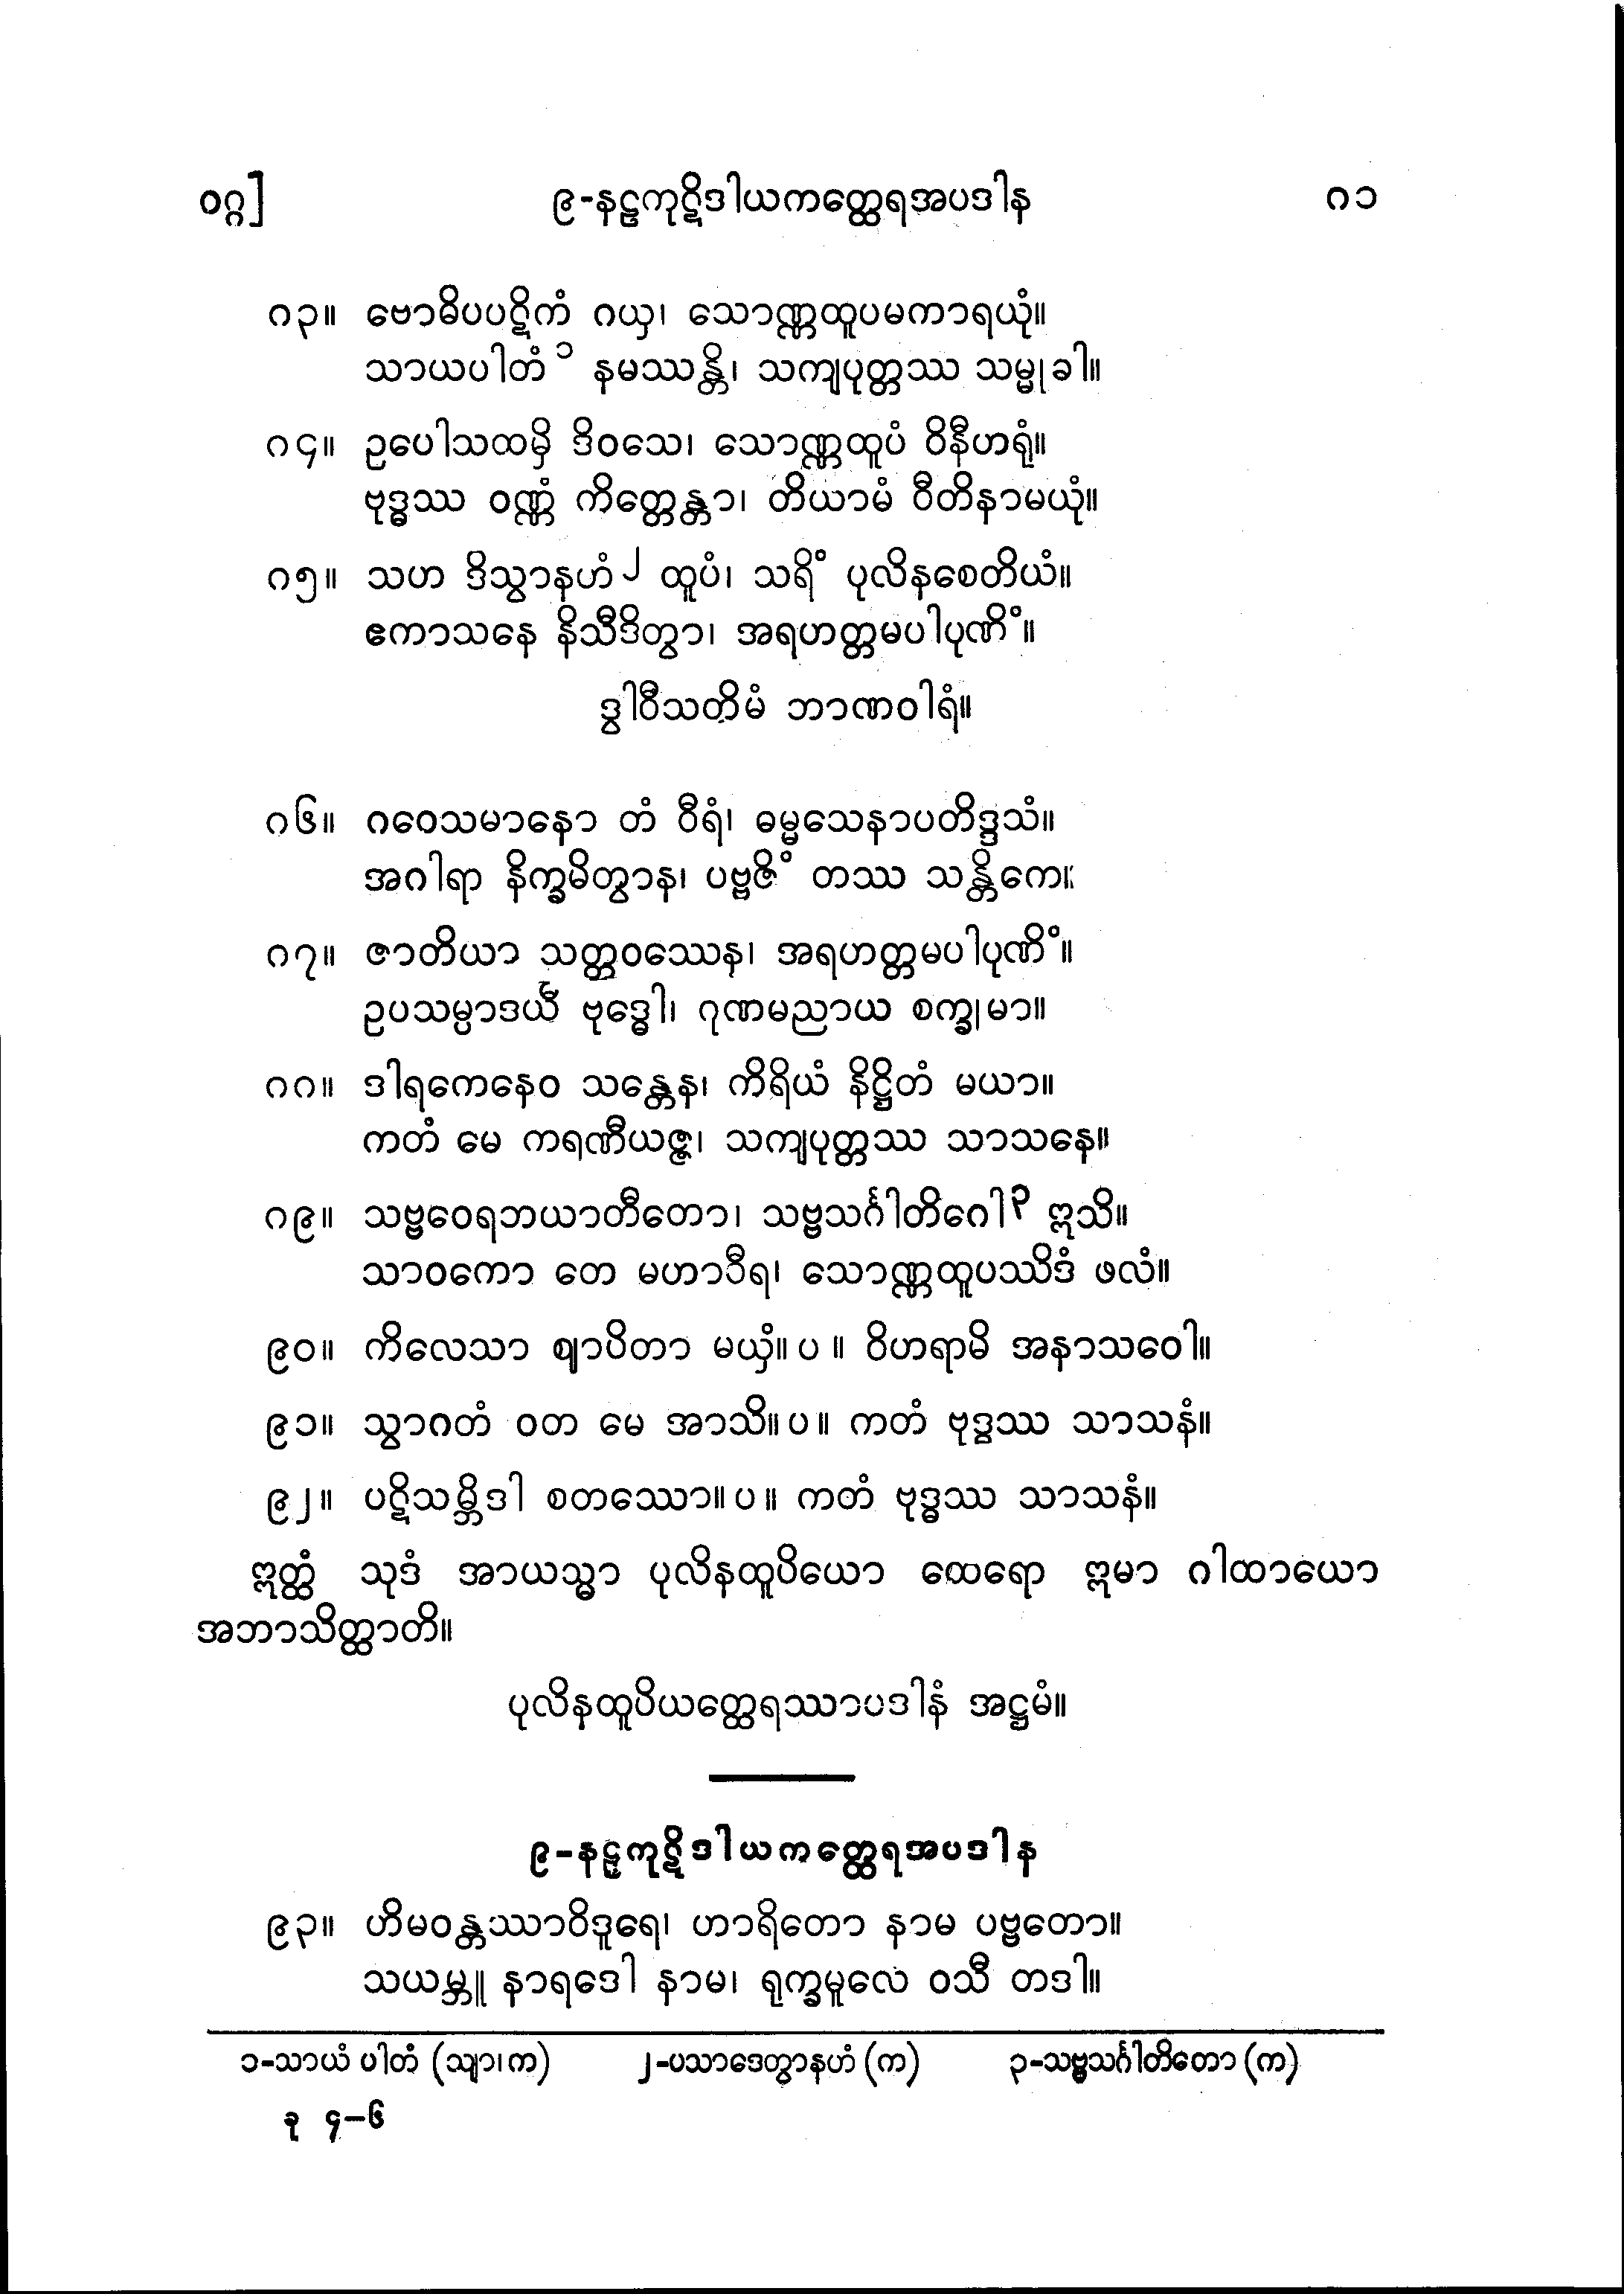 ဝဂ္ဂ]
၉-နဠကုဋိဒါယကတ္ထေရအပဒါန
ဂ၁
ဂ၃။ ဗောဓိပပဋိကံ ဂယှ၊ သောဏ္ဏထူပမကာရယုံ။
သာယပါတံ၁ နမဿန္တိ၊ သကျပုတ္တဿ သမ္မုခါ။
ဂ၄။ ဥပေါသထမှိ ဒိဝသေ၊ သောဏ္ဏထူပံ ဝိနီဟရုံ။
ဗုဒ္ဓဿ ဝဏ္ဏံ ကိတ္တေန္တာ၊ တိယာမံ ဝီတိနာမယုံ။
ဂ၅။ သဟ ဒိသွာနဟံ၂ ထူပံ၊ သရိံ ပုလိနစေတိယံ။
ဧကာသနေ နိသီဒိတွာ၊ အရဟတ္တမပါပုဏိံ။
ဒွါဝီသတိမံ ဘာဏဝါရံ။
ဂ၆။ ဂဝေသမာနော တံ ဝီရံ၊ ဓမ္မသေနာပတိဒ္ဒသံ။
အဂါရာ နိက္ခမိတွာန၊ ပဗ္ဗဇိံ တဿ သန္တိကေ။
ဂ၇။ ဇာတိယာ သတ္တဝဿေန၊ အရဟတ္တမပါပုဏိံ။
ဥပသမ္ပာဒယီ ဗုဒ္ဓေါ၊ ဂုဏမညာယ စက္ခုမာ။
ဂဂ။ ဒါရကေနေဝ သန္တေန၊ ကိရိယံ နိဋ္ဌိတံ မယာ။
ကတံ မေ ကရဏီယဇ္ဇ၊ သကျပုတ္တဿ သာသနေ။
ဂ၉။ သဗ္ဗဝေရဘယာတီတော၊ သဗ္ဗသင်္ဂါတိဂေါ၃ ဣသိ။
သာဝကော တေ မဟာဝီရ၊ သောဏ္ဏထူပဿိဒံ ဖလံ။
၉၀။ ကိလေသာ ဈာပိတာ မယှံ။ပ။ ဝိဟရာမိ အနာသဝေါ။
၉၁။ သွာဂတံ ဝတ မေ အာသိ။ပ။ ကတံ ဗုဒ္ဓဿ သာသနံ။
၉၂။ ပဋိသမ္ဘိဒါ စတဿော။ပ။ ကတံ ဗုဒ္ဓဿ သာသနံ။
ဣတ္ထံ သုဒံ အာယသ္မာ ပုလိနထူပိယော ထေရော ဣမာ ဂါထာယော
အဘာသိတ္ထာတိ။
ပုလိနထူပိယတ္ထေရဿာပဒါနံ အဋ္ဌမံ။
၉-နဠကုဋိဒါယကတ္ထေရအပဒါန
၉၃။ ဟိမဝန္တဿာဝိဒူရေ၊ ဟာရိတော နာမ ပဗ္ဗတော။
သယမ္ဘူ နာရဒေါ နာမ၊ ရုက္ခမူလေ ဝသီ တဒါ။
၁-သာယံ ပါတံ (သျာ၊က) ၂-ပသာဒေတွာနဟံ (က) ၃-သဗ္ဗသင်္ဂါတိတော (က)
ခု ၄-၆